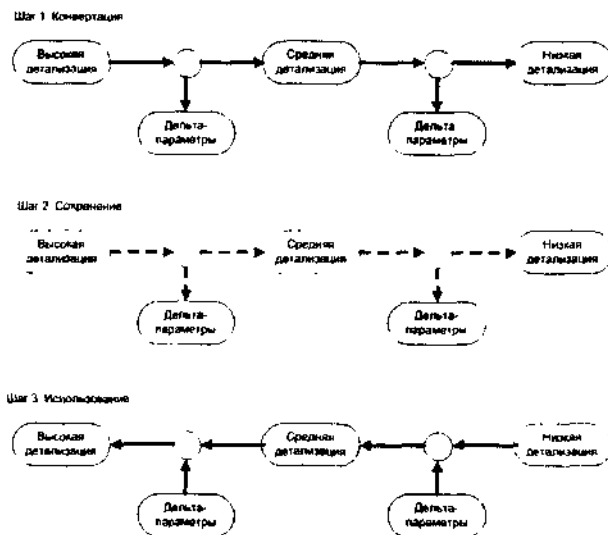 Шаг 1 Конвертация
Высокая
детализация
Средняя
детализация
Низкая
детализация
Дельта-
параметры
Дельта
параметры
Шаг 2 Сохранение
Высокая
детализация
Средняя
детализация
Низкая
детализация
Дельта-
параметры
Дельта-
параметры
Шаг 3 Использование
Высокая
детализация
Средняя
детализация
Низкая
детализация
Дельта-
параметры
Дельта-
параметры